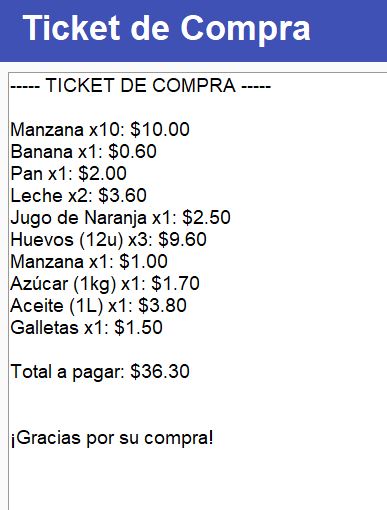 Ticket de Compra
----- TICKET DE COMPRA -----
Manzana x10: $10.00
Banana x1: $0.60
Pan x1: $2.00
Leche x2: $3.60
Jugo de Naranja x1: $2.50
Huevos (12u) x3: $9.60
Manzana x1: $1.00
Azúcar (1kg) x1: $1.70
Aceite (1L) x1: $3.80
Galletas x1: $1.50
Total a pagar: $36.30
¡Gracias por su compra!